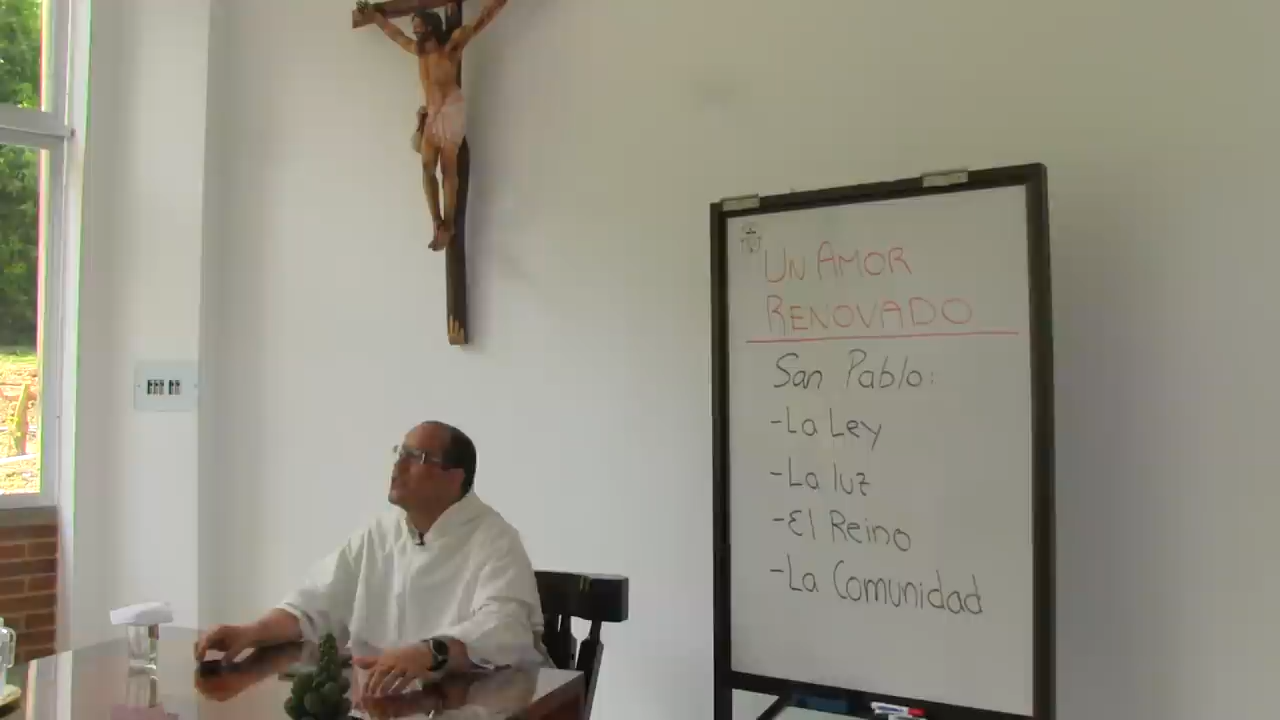 UN AMOR
RENOVADO
San Pablo:
-La Ley
-La luz
-El Reino
-La Comunidad